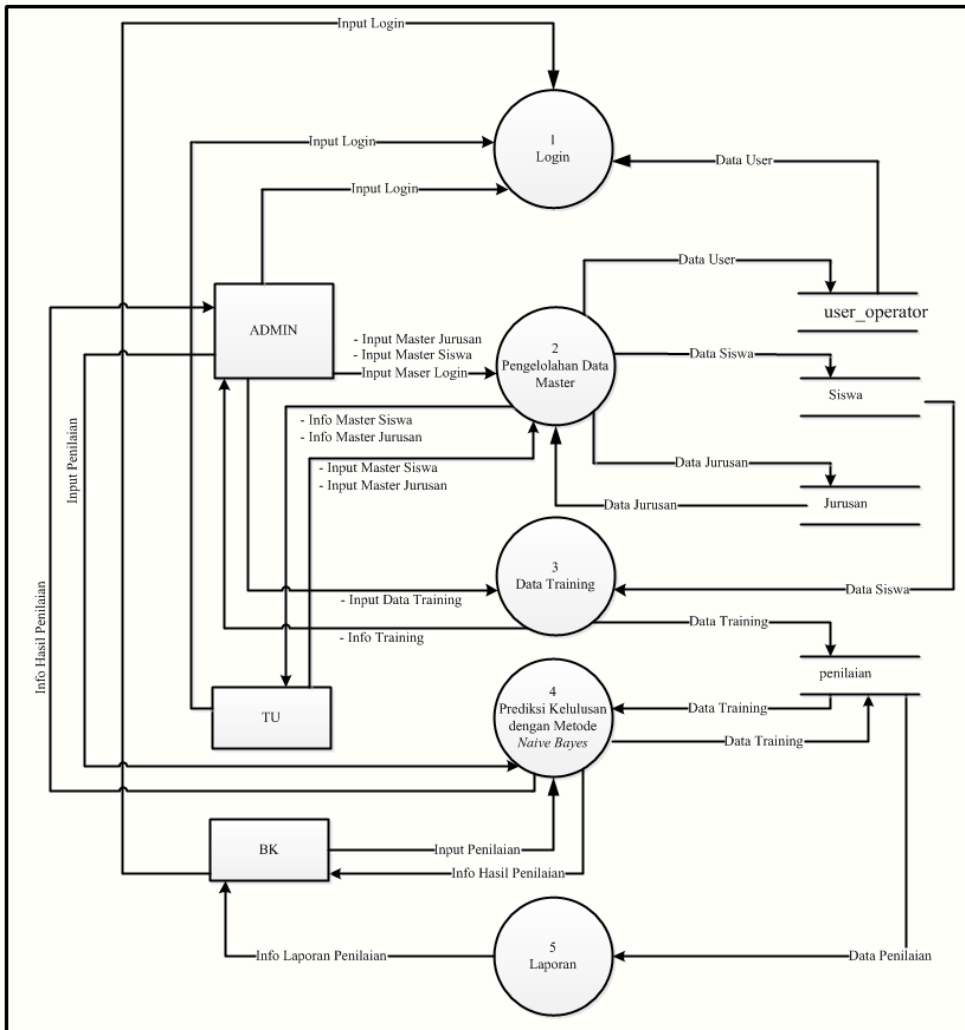 Input Login
1
Login
Input Login
Data User
Input Login
Data User
user_operator
ADMIN
- Input Master Jurusan
- Input Master Siswa
Input Maser Login
2
Pengelolahan Data
Master
Data Siswa
Siswa
- Info Master Siswa
- Info Master Jurusan
- Input Master Siswa
- Input Master Jurusan
Data Jurusan
Data Jurusan
Jurusan
Input Penilaian
3
Data Training
Data Siswa
- Input Data Training
- Info Training
Data Training
Info Hasil Penilaian
penilaian
TU
4
Prediksi Kelulusan
dengan Metode
Naive Bayes
Data Training
Data Training
BK
Input Penilaian
Info Hasil Penilaian
5
Laporan
Info Laporan Penilaian
Data Penilaian